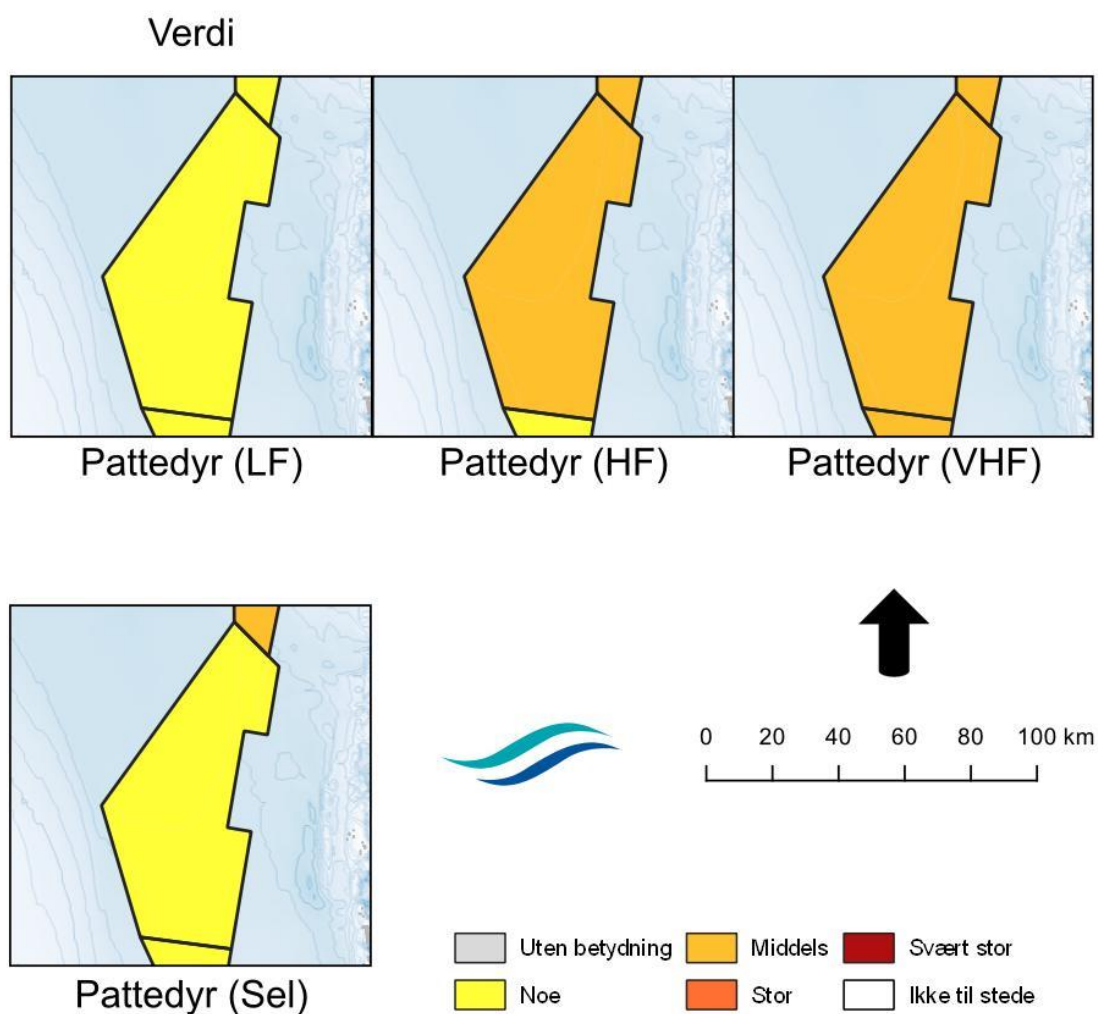 Verdi
Pattedyr (LF)
Pattedyr (HF)
Pattedyr (VHF)
0 20 40 60 80 100 km
Pattedyr (Sel)
Uten betydning
Middels
Svært stor
Noe
Stor
Ikke til stede